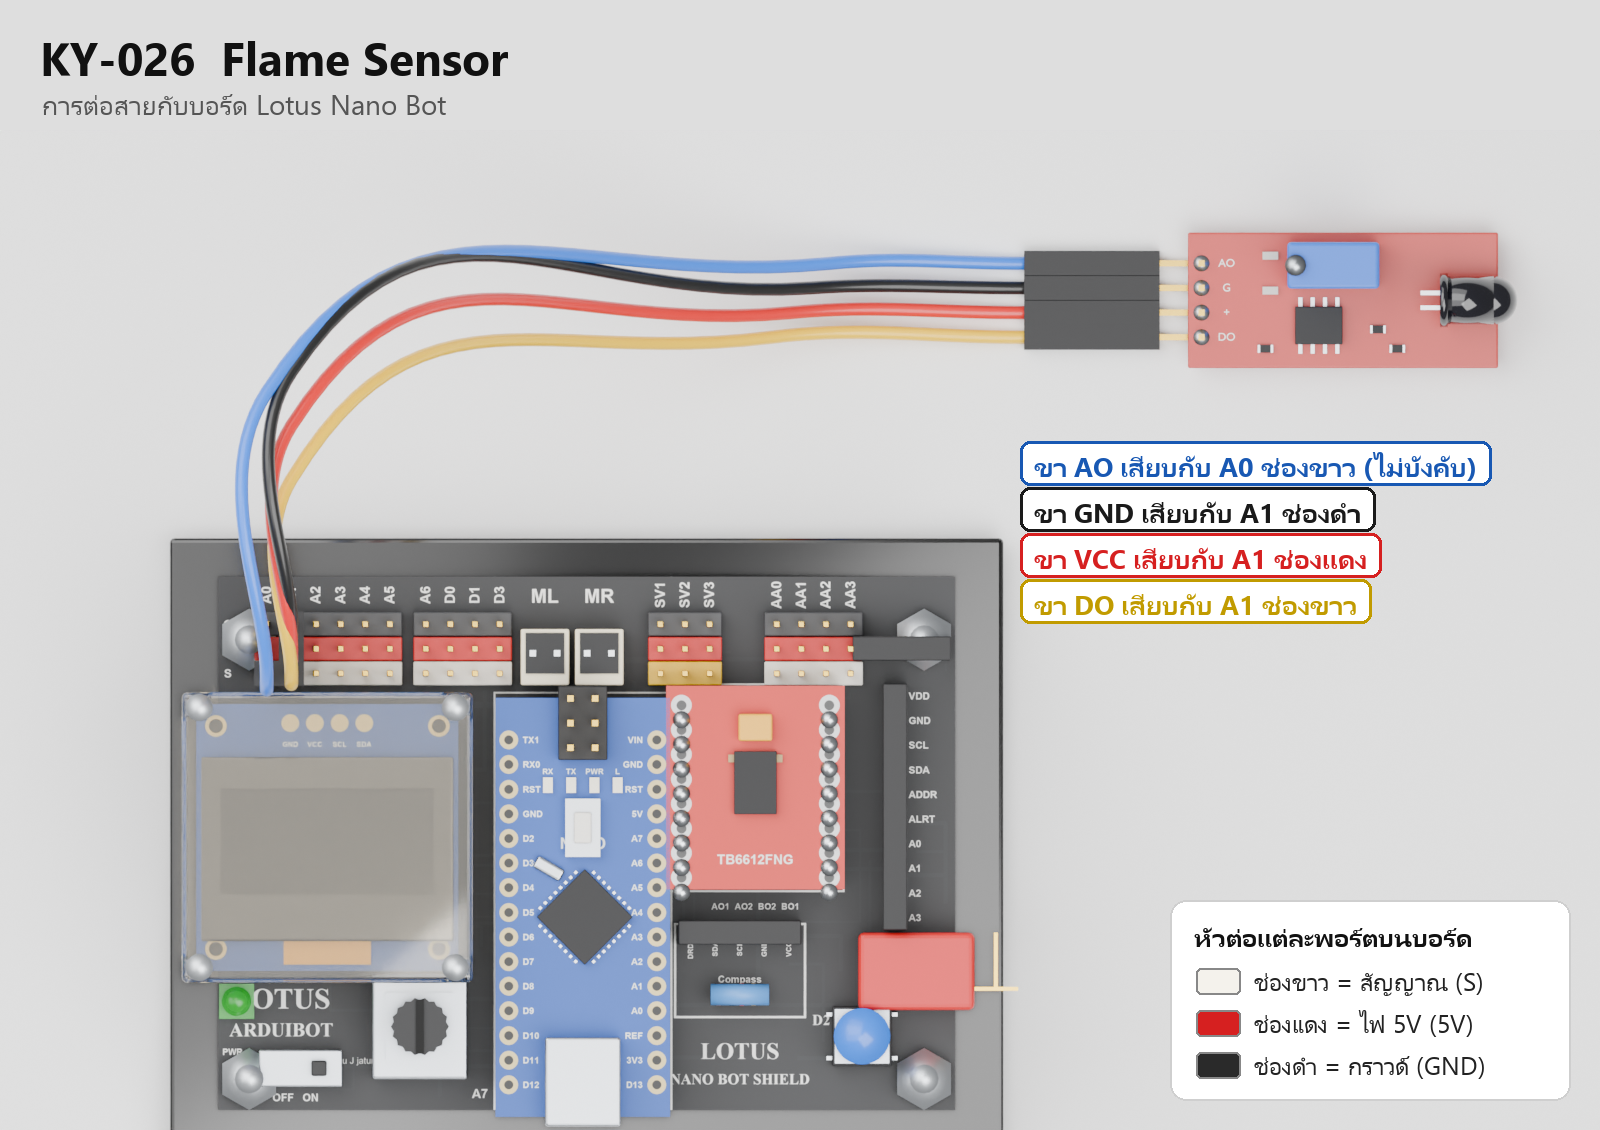 KY-026 Flame Sensor
การต่อสายกับบอร์ด Lotus Nano Bot
AO
G
+
DO
ขา AO เสียบกับ A0 ช่องขาว (ไม่บังคับ)
ขา GND เสียบกับ A1 ช่องดำ
ขา VCC เสียบกับ A1 ช่องแดง
ขา DO เสียบกับ A1 ช่องขาว
A0 A2 A3 A4 A5 A6 D0 D1 D3 ML MR SV1 SV2 SV3 AA0 AA1 AA2 AA3
S
GND VCC SCL SDA
TX1 VIN
RX0 GND
RX TX PWR L
RST RST
GND 5V
D2 A7
D3 A6
D4 A5
D5 A4
D6 A3
D7 A2
D8 A1
D9 A0
D10 REF
D11 3V3
D12 D13
TB6612FNG
AO1 AO2 BO2 BO1
VDD
GND
SCL
SDA
ADDR
ALRT
A0
A1
A2
A3
Compass
D2
LOTUS
NANO BOT SHIELD
OTUS
ARDUIBOT
PWR
OFF ON
A7
หัวต่อแต่ละพอร์ตบนบอร์ด
ช่องขาว = สัญญาณ (S)
ช่องแดง = ไฟ 5V (5V)
ช่องดำ = กราวด์ (GND)